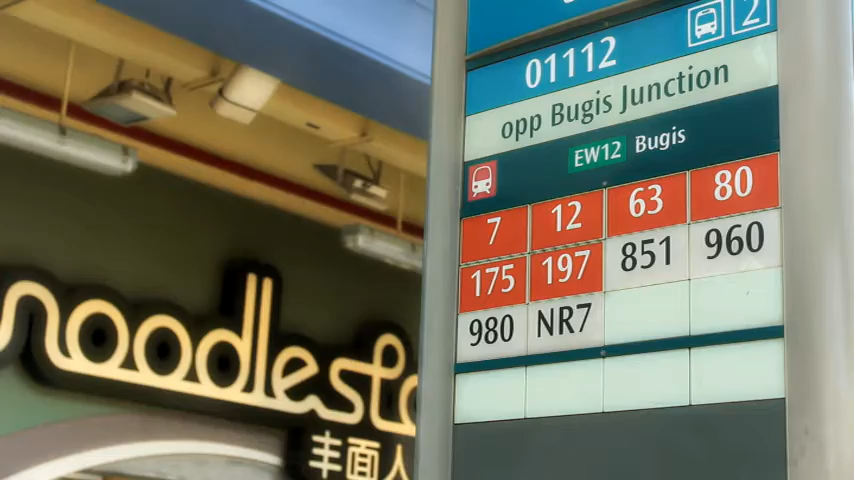 01112
2
opp Bugis Junction
EW12 Bugis
7 12 63 80
175 197 851 960
980 NR7
noodlesta
丰面人